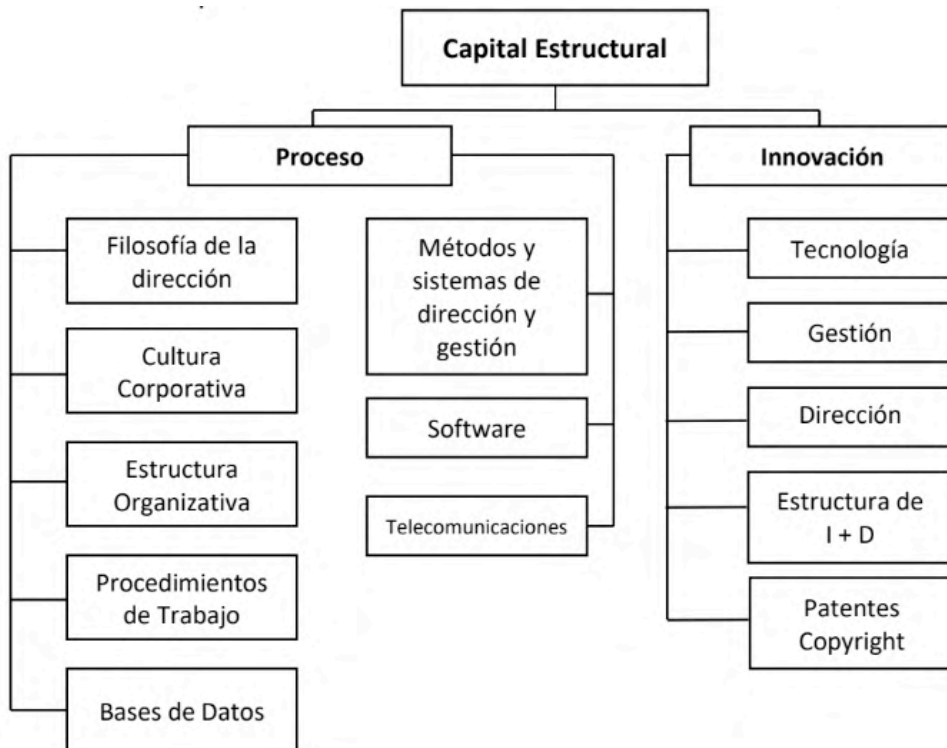 Capital Estructural
Proceso
Innovación
Filosofía de la
dirección
Cultura
Corporativa
Estructura
Organizativa
Procedimientos
de Trabajo
Bases de Datos
Métodos y
sistemas de
dirección y
gestión
Software
Telecomunicaciones
Tecnología
Gestión
Dirección
Estructura de
I + D
Patentes
Copyright